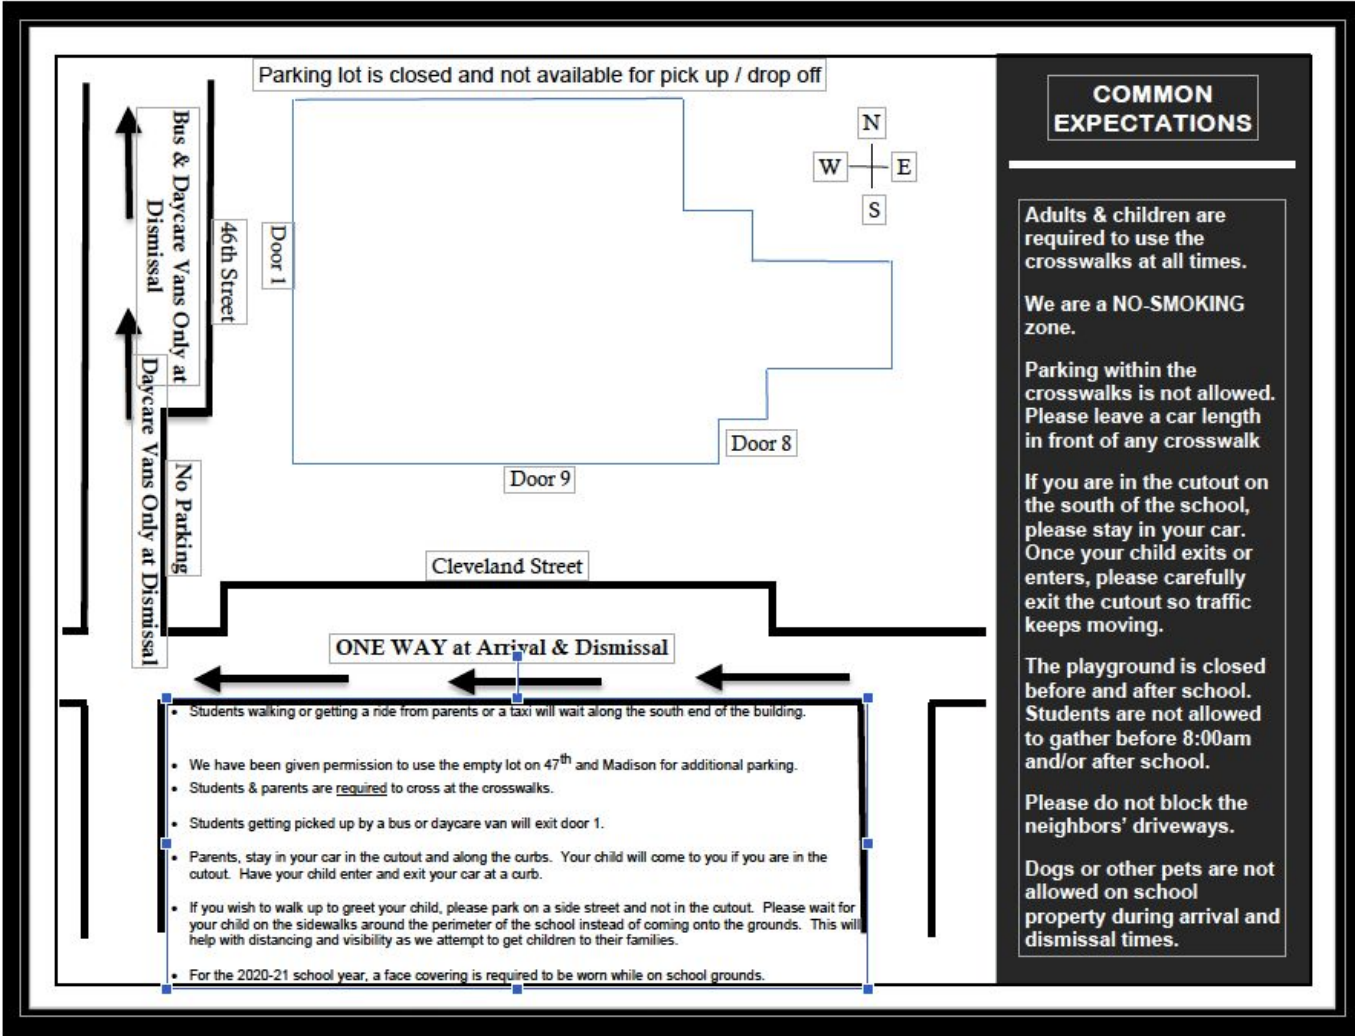 Parking lot is closed and not available for pick up / drop off
N
W
E
S
Bus & Daycare Vans Only at
Dismissal
46th Street
Door 1
Daycare Vans Only at Dismissal
No Parking
Door 8
Door 9
Cleveland Street
ONE WAY at Arrival & Dismissal
• Students walking or getting a ride from parents or a taxi will wait along the south end of the building.
• We have been given permission to use the empty lot on 47th and Madison for additional parking.
• Students & parents are required to cross at the crosswalks.
• Students getting picked up by a bus or daycare van will exit door 1.
• Parents, stay in your car in the cutout and along the curbs. Your child will come to you if you are in the
cutout. Have your child enter and exit your car at a curb.
• If you wish to walk up to greet your child, please park on a side street and not in the cutout. Please wait for
your child on the sidewalks around the perimeter of the school instead of coming onto the grounds. This will
help with distancing and visibility as we attempt to get children to their families.
• For the 2020-21 school year, a face covering is required to be worn while on school grounds.
COMMON
EXPECTATIONS
Adults & children are
required to use the
crosswalks at all times.
We are a NO-SMOKING
zone.
Parking within the
crosswalks is not allowed.
Please leave a car length
in front of any crosswalk
If you are in the cutout on
the south of the school,
please stay in your car.
Once your child exits or
enters, please carefully
exit the cutout so traffic
keeps moving.
The playground is closed
before and after school.
Students are not allowed
to gather before 8:00am
and/or after school.
Please do not block the
neighbors’ driveways.
Dogs or other pets are not
allowed on school
property during arrival and
dismissal times.